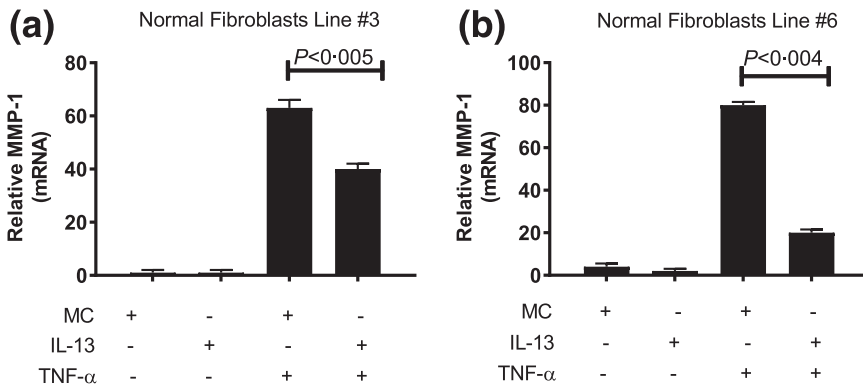 (a)
Normal Fibroblasts Line #3
P<0·005
Relative MMP-1
(mRNA)
80
60
40
20
0
MC + - + -
IL-13 - + - +
TNF-α - - + +
(b)
Normal Fibroblasts Line #6
P<0·004
Relative MMP-1
(mRNA)
100
80
60
40
20
0
MC + - + -
IL-13 - + - +
TNF-α - - + +